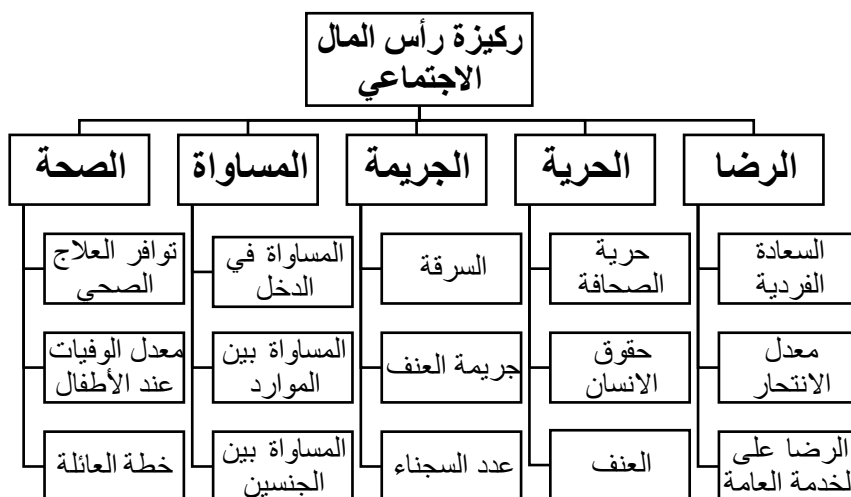 ركيزة رأس المال
الاجتماعي
الرضا
الحرية
الجريمة
المساواة
الصحة
السعادة
الفردية
حرية
الصحافة
السرقة
المساواة في
الدخل
توافر العلاج
الصحي
معدل
الانتحار
حقوق
الانسان
جريمة العنف
المساواة بين
الموارد
معدل الوفيات
عند الأطفال
الرضا على
لخدمة العامة
العنف
عدد السجناء
المساواة بين
الجنسين
خطة العائلة